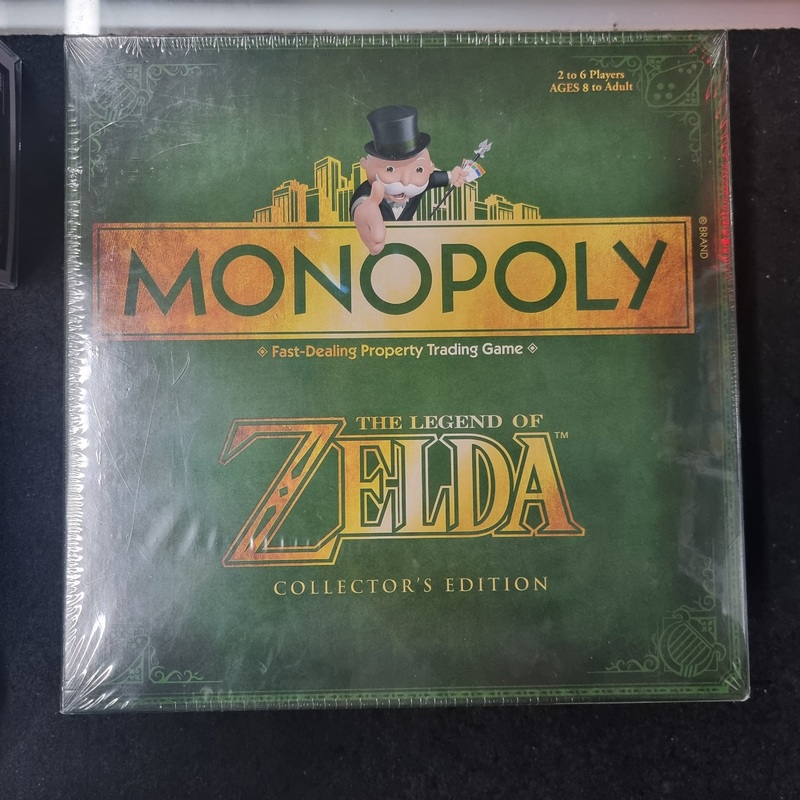 2 to 6 Players
AGES 8 to Adult
MONOPOLY
® BRAND
◈ Fast-Dealing Property Trading Game ◈
THE LEGEND OF
ZELDA™
COLLECTOR'S EDITION